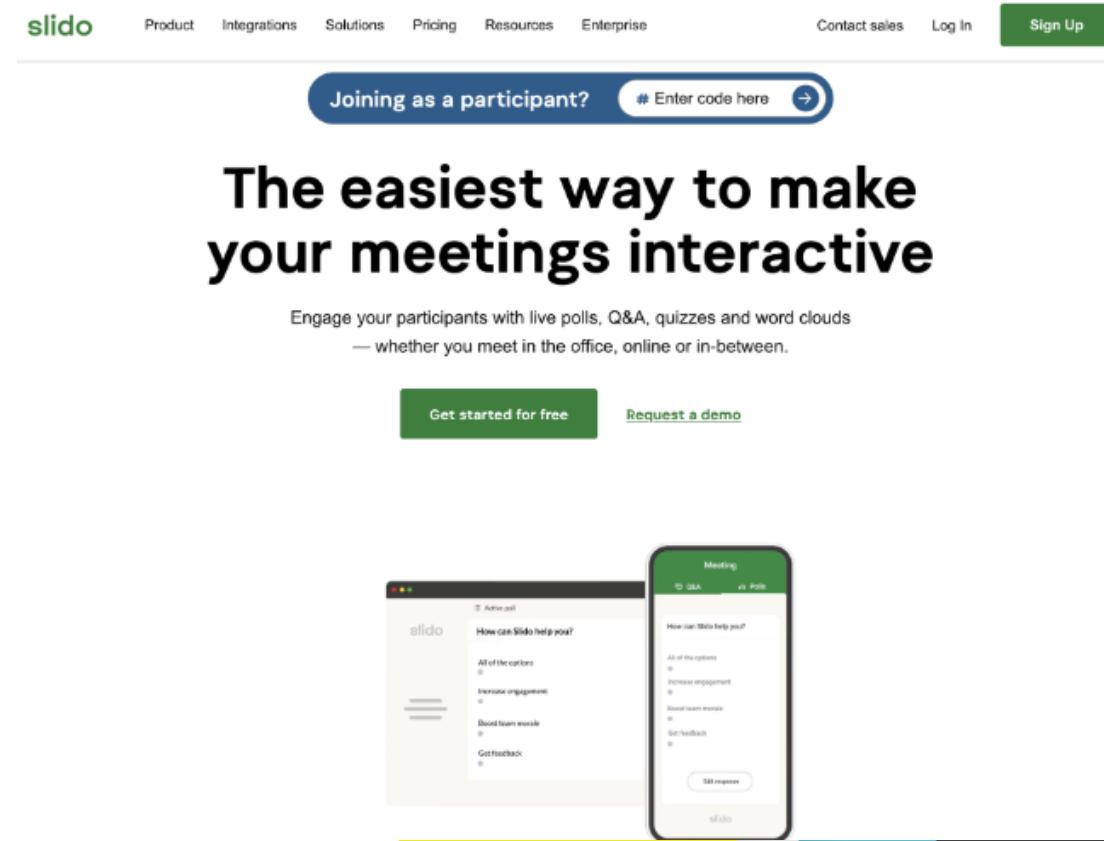 slido
Product Integrations Solutions Pricing Resources Enterprise Contact sales Log In Sign Up
Joining as a participant? # Enter code here
The easiest way to make
your meetings interactive
Engage your participants with live polls, Q&A, quizzes and word clouds
— whether you meet in the office, online or in-between.
Get started for free Request a demo
Active poll
slido
How can Slido help you?
All of the options
Increase engagement
Boost team morale
Get feedback
Meeting
Q&A Polls
How can Slido help you?
All of the options
Increase engagement
Boost team morale
Get feedback
Edit response
slido